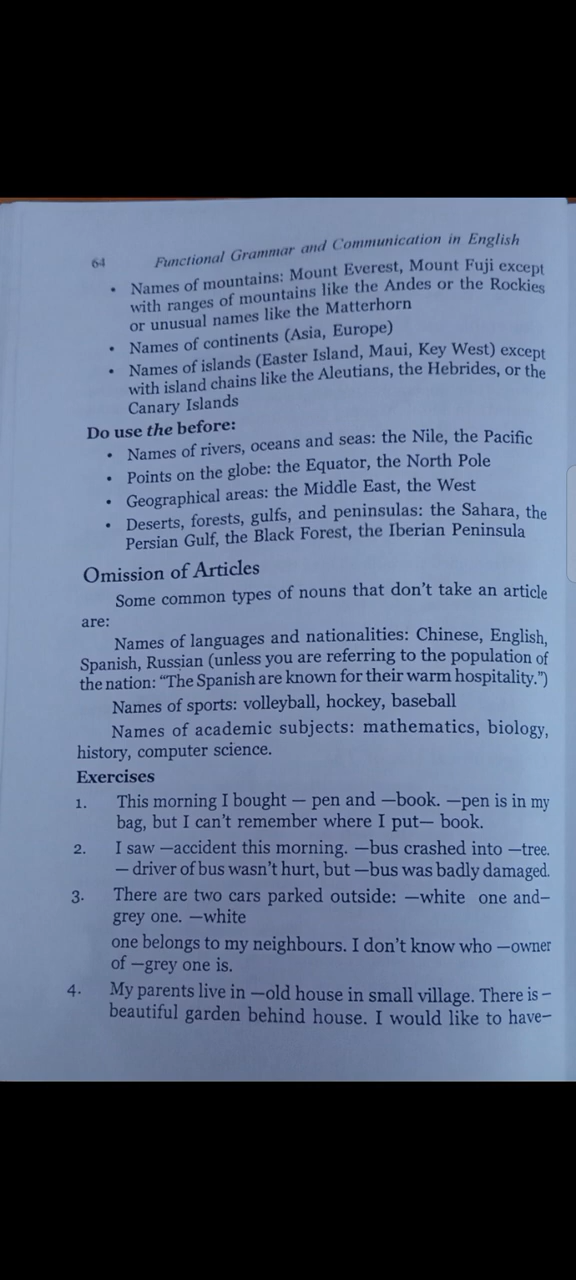 64 Functional Grammar and Communication in English
• Names of mountains: Mount Everest, Mount Fuji except
with ranges of mountains like the Andes or the Rockies
or unusual names like the Matterhorn
• Names of continents (Asia, Europe)
• Names of islands (Easter Island, Maui, Key West) except
with island chains like the Aleutians, the Hebrides, or the
Canary Islands
Do use the before:
• Names of rivers, oceans and seas: the Nile, the Pacific
• Points on the globe: the Equator, the North Pole
• Geographical areas: the Middle East, the West
• Deserts, forests, gulfs, and peninsulas: the Sahara, the
Persian Gulf, the Black Forest, the Iberian Peninsula
Omission of Articles
Some common types of nouns that don't take an article
are:
Names of languages and nationalities: Chinese, English,
Spanish, Russian (unless you are referring to the population of
the nation: “The Spanish are known for their warm hospitality.”)
Names of sports: volleyball, hockey, baseball
Names of academic subjects: mathematics, biology,
history, computer science.
Exercises
1. This morning I bought — pen and —book. —pen is in my
bag, but I can't remember where I put— book.
2. I saw —accident this morning. —bus crashed into —tree.
— driver of bus wasn't hurt, but —bus was badly damaged.
3. There are two cars parked outside: —white one and–
grey one. —white
one belongs to my neighbours. I don't know who —owner
of —grey one is.
4. My parents live in —old house in small village. There is –
beautiful garden behind house. I would like to have–